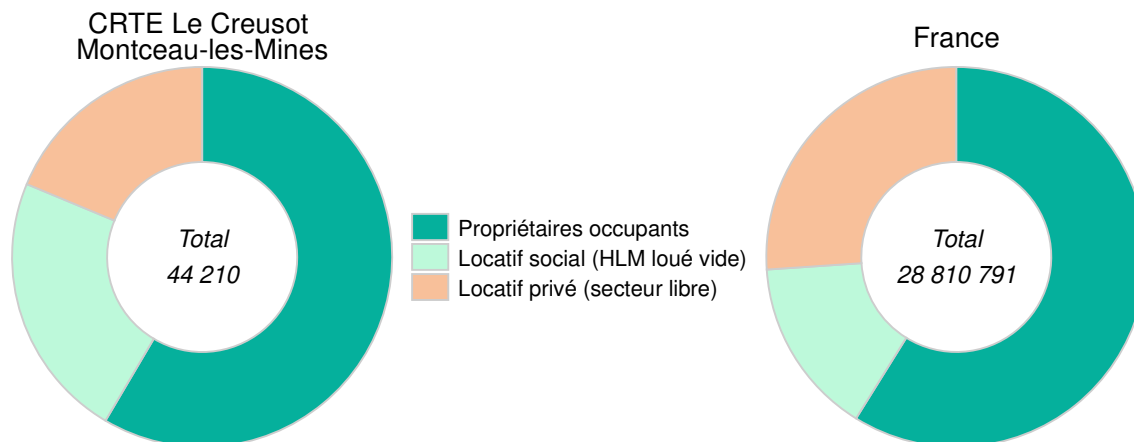 CRTE Le Creusot
Montceau-les-Mines
Total
44 210
Propriétaires occupants
Locatif social (HLM loué vide)
Locatif privé (secteur libre)
France
Total
28 810 791